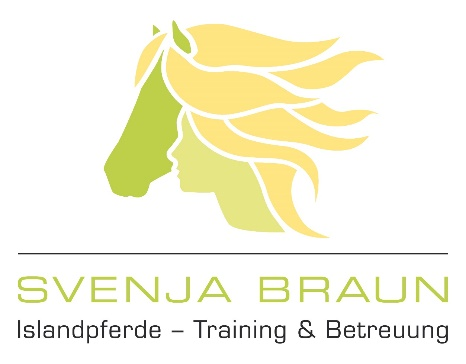 SVENJA BRAUN
Islandpferde – Training & Betreuung